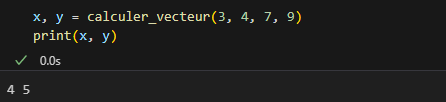 x, y = calculer_vecteur(3, 4, 7, 9)
print(x, y)
0.0s
4 5